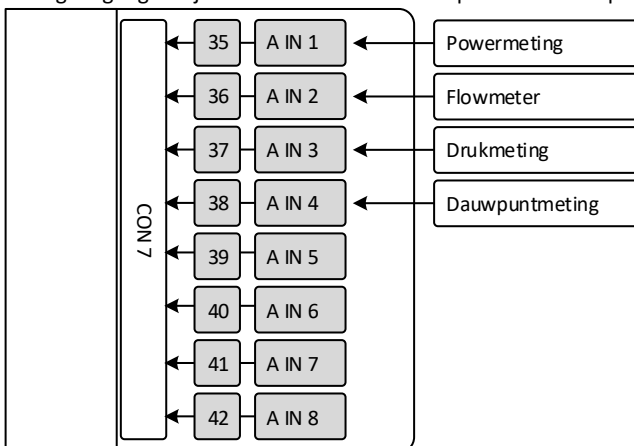 CON 7
35 A IN 1 Powermeting
36 A IN 2 Flowmeter
37 A IN 3 Drukmeting
38 A IN 4 Dauwpuntmeting
39 A IN 5
40 A IN 6
41 A IN 7
42 A IN 8